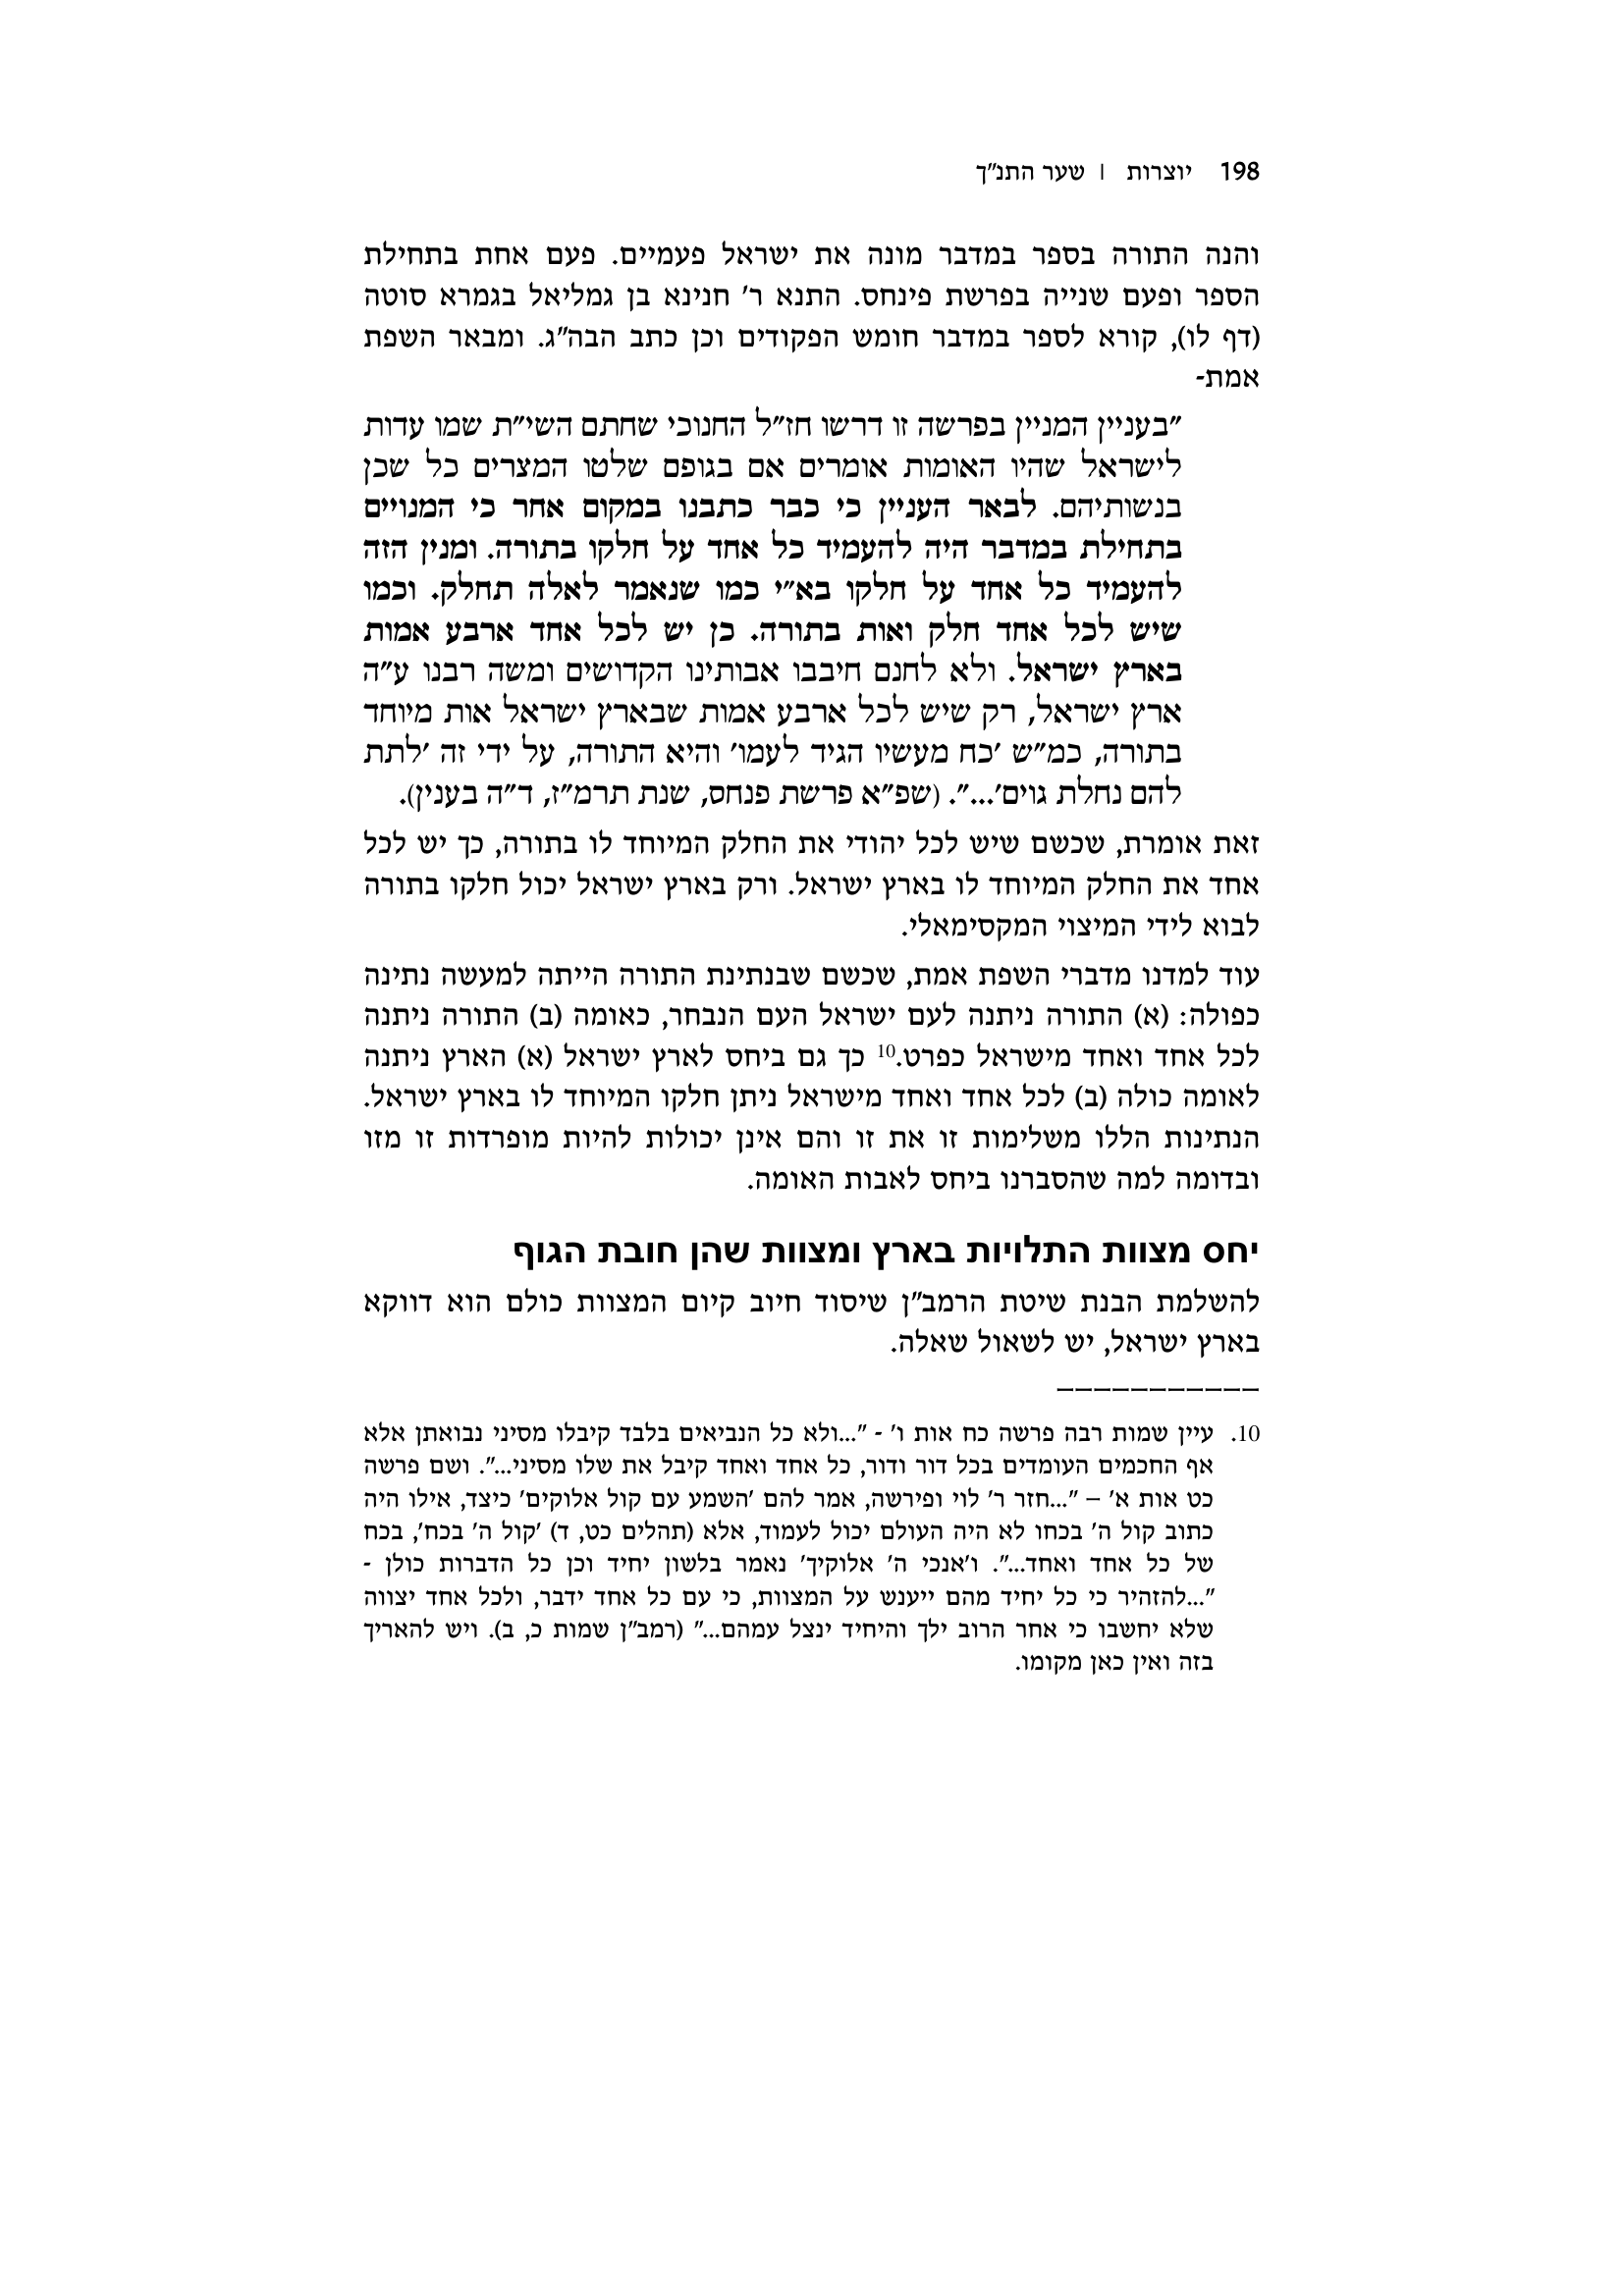 198 יוצרות | שער התנ"ך
והנה התורה בספר במדבר מונה את ישראל פעמיים. פעם אחת בתחילת
הספר ופעם שנייה בפרשת פינחס. התנא ר' חנינא בן גמליאל בגמרא סוטה
(דף לו), קורא לספר במדבר חומש הפקודים וכן כתב הבה"ג. ומבאר השפת
אמת-
"בעניין המניין בפרשה זו דרשו חז"ל החנוכי שחתם השי"ת שמו עדות
לישראל שהיו האומות אומרים אם בגופם שלטו המצרים כל שכן
בנשותיהם. לבאר העניין כי כבר כתבנו במקום אחר כי המנויים
בתחילת במדבר היה להעמיד כל אחד על חלקו בתורה. ומנין הזה
להעמיד כל אחד על חלקו בא"י כמו שנאמר לאלה תחלק. וכמו
שיש לכל אחד חלק ואות בתורה. כן יש לכל אחד ארבע אמות
בארץ ישראל. ולא לחנם חיבבו אבותינו הקדושים ומשה רבנו ע"ה
ארץ ישראל, רק שיש לכל ארבע אמות שבארץ ישראל אות מיוחד
בתורה, כמ"ש 'כח מעשיו הגיד לעמו' והיא התורה, על ידי זה 'לתת
להם נחלת גוים'...". (שפ"א פרשת פנחס, שנת תרמ"ז, ד"ה בענין).
זאת אומרת, שכשם שיש לכל יהודי את החלק המיוחד לו בתורה, כך יש לכל
אחד את החלק המיוחד לו בארץ ישראל. ורק בארץ ישראל יכול חלקו בתורה
לבוא לידי המיצוי המקסימאלי.
עוד למדנו מדברי השפת אמת, שכשם שבנתינת התורה הייתה למעשה נתינה
כפולה: (א) התורה ניתנה לעם ישראל העם הנבחר, כאומה (ב) התורה ניתנה
לכל אחד ואחד מישראל כפרט.10 כך גם ביחס לארץ ישראל (א) הארץ ניתנה
לאומה כולה (ב) לכל אחד ואחד מישראל ניתן חלקו המיוחד לו בארץ ישראל.
הנתינות הללו משלימות זו את זו והם אינן יכולות להיות מופרדות זו מזו
ובדומה למה שהסברנו ביחס לאבות האומה.
יחס מצוות התלויות בארץ ומצוות שהן חובת הגוף
להשלמת הבנת שיטת הרמב"ן שיסוד חיוב קיום המצוות כולם הוא דווקא
בארץ ישראל, יש לשאול שאלה.
10. עיין שמות רבה פרשה כח אות ו' - "...ולא כל הנביאים בלבד קיבלו מסיני נבואתן אלא
אף החכמים העומדים בכל דור ודור, כל אחד ואחד קיבל את שלו מסיני...". ושם פרשה
כט אות א' – "...חזר ר' לוי ופירשה, אמר להם 'השמע עם קול אלוקים' כיצד, אילו היה
כתוב קול ה' בכחו לא היה העולם יכול לעמוד, אלא (תהלים כט, ד) 'קול ה' בכח', בכח
של כל אחד ואחד...". ו'אנכי ה' אלוקיך' נאמר בלשון יחיד וכן כל הדברות כולן -
"...להזהיר כי כל יחיד מהם ייענש על המצוות, כי עם כל אחד ידבר, ולכל אחד יצווה
שלא יחשבו כי אחר הרוב ילך והיחיד ינצל עמהם..." (רמב"ן שמות כ, ב). ויש להאריך
בזה ואין כאן מקומו.